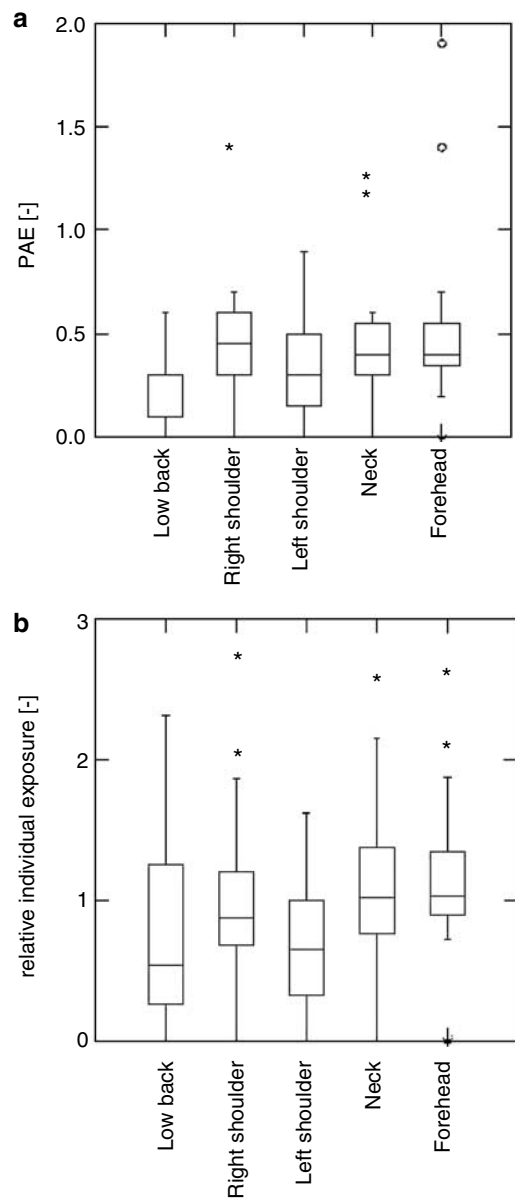 a
2.0
1.5
1.0
0.5
0.0
PAE [-]
Low back
Right shoulder
Left shoulder
Neck
Forehead
b
3
2
1
0
relative individual exposure [-]
Low back
Right shoulder
Left shoulder
Neck
Forehead